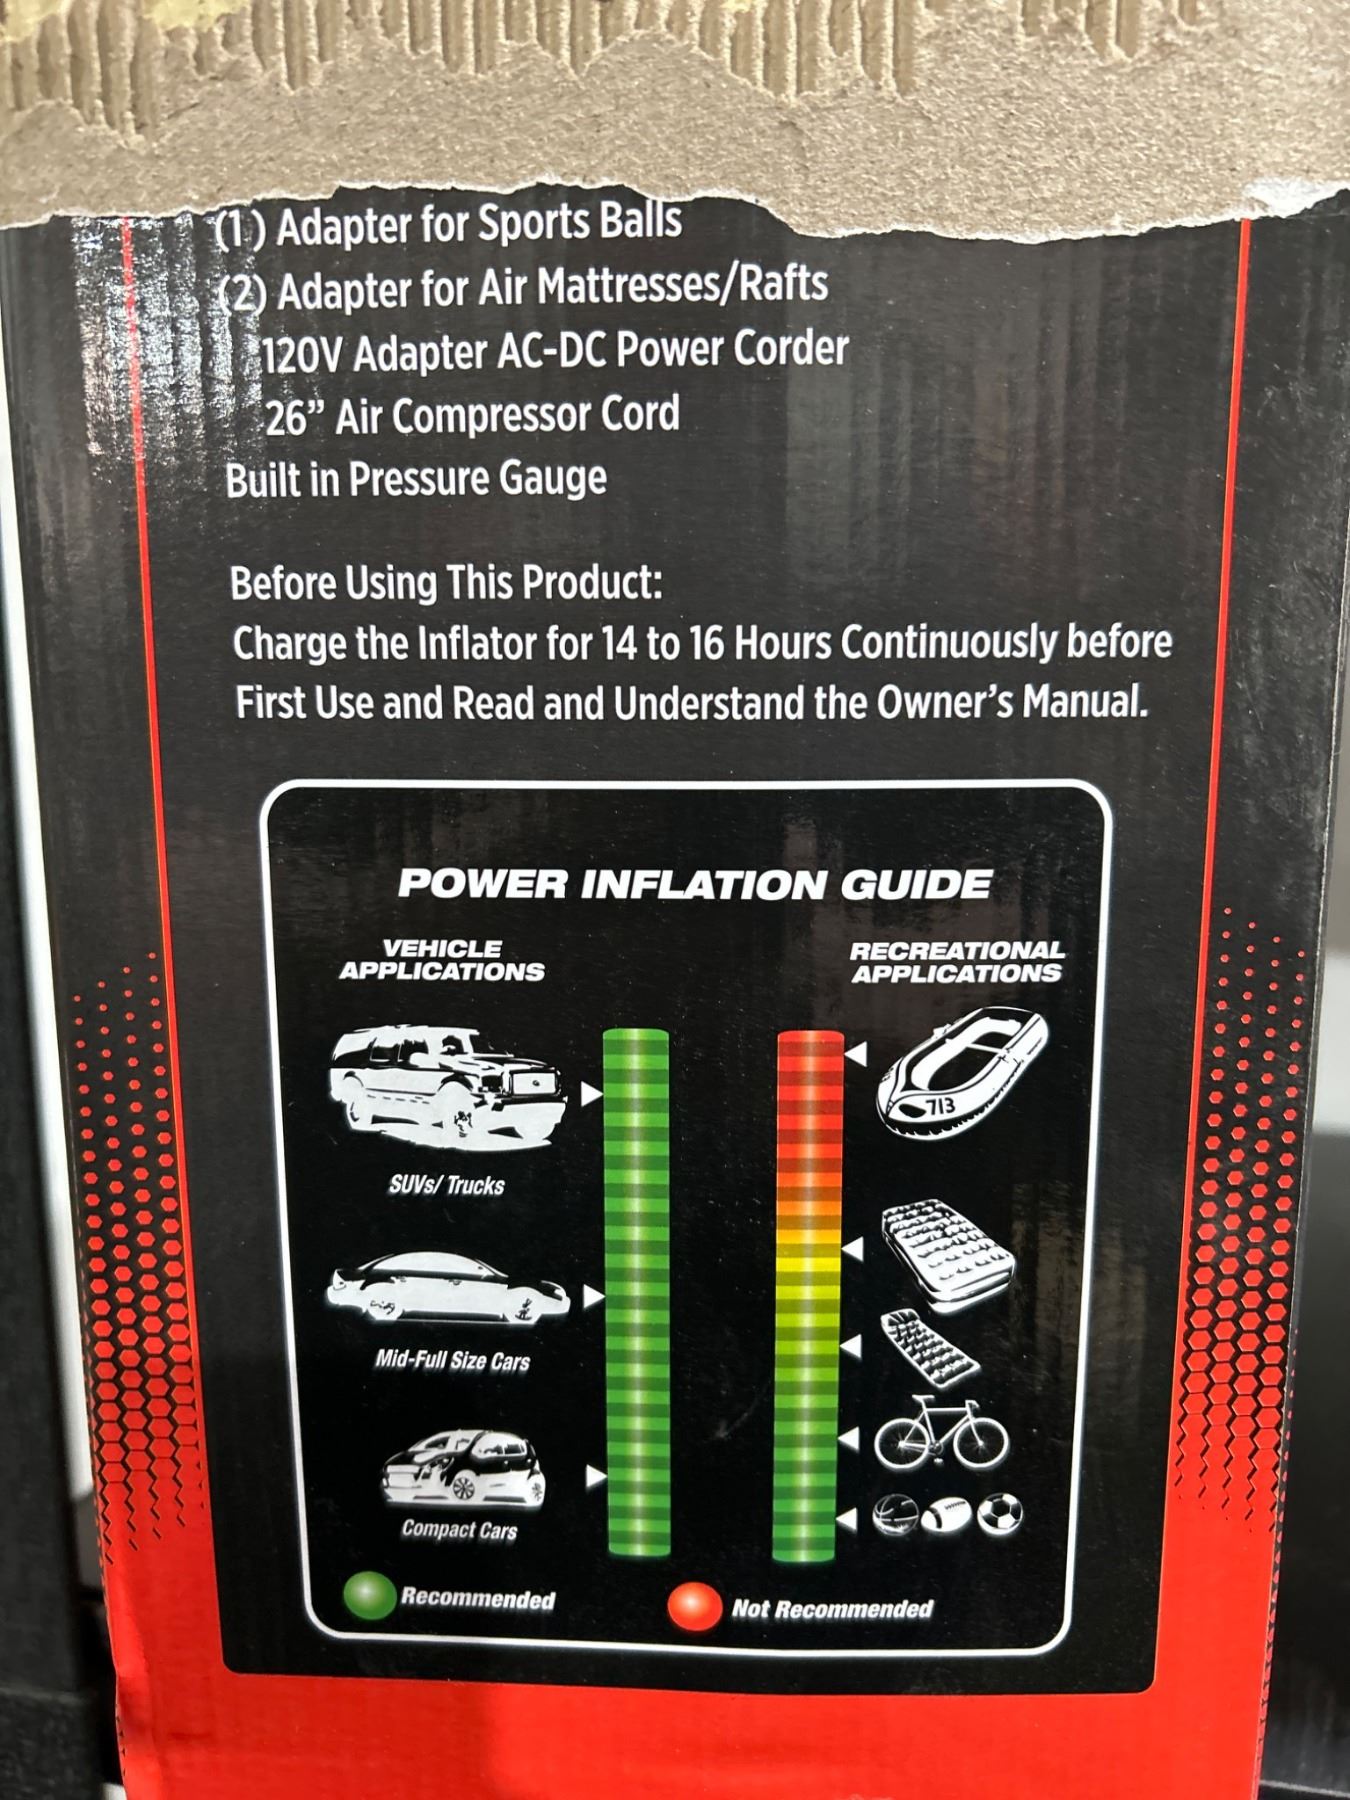 (1) Adapter for Sports Balls
(2) Adapter for Air Mattresses/Rafts
120V Adapter AC-DC Power Corder
26” Air Compressor Cord
Built in Pressure Gauge
Before Using This Product:
Charge the Inflator for 14 to 16 Hours Continuously before
First Use and Read and Understand the Owner’s Manual.
POWER INFLATION GUIDE
VEHICLE
APPLICATIONS
RECREATIONAL
APPLICATIONS
713
SUVs/ Trucks
Mid-Full Size Cars
Compact Cars
Recommended
Not Recommended